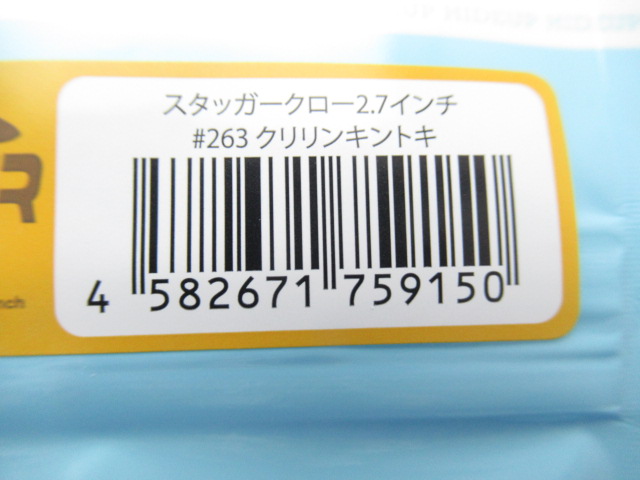 スタッガークロー2.7インチ
#263 クリリンキントキ
4 582671 759150
R
nch